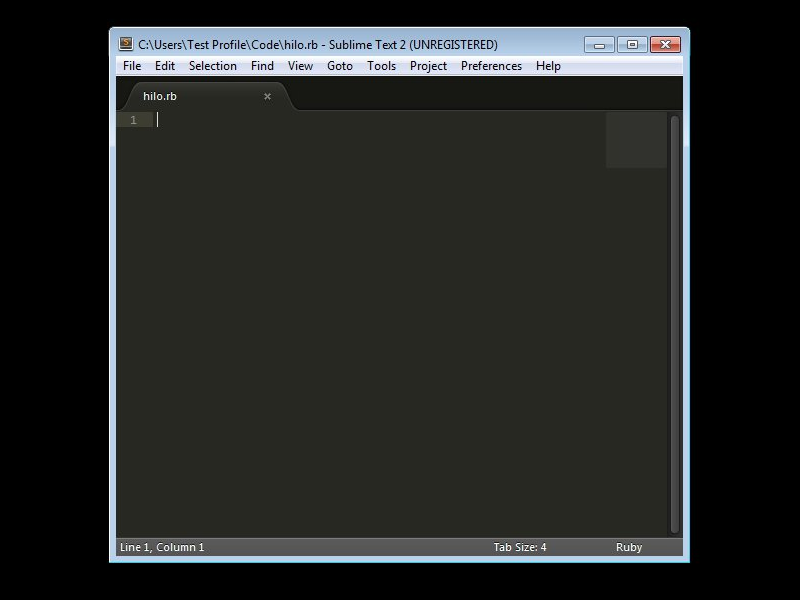 C:\Users\Test Profile\Code\hilo.rb - Sublime Text 2 (UNREGISTERED)
File Edit Selection Find View Goto Tools Project Preferences Help
hilo.rb
1
Line 1, Column 1 Tab Size: 4 Ruby